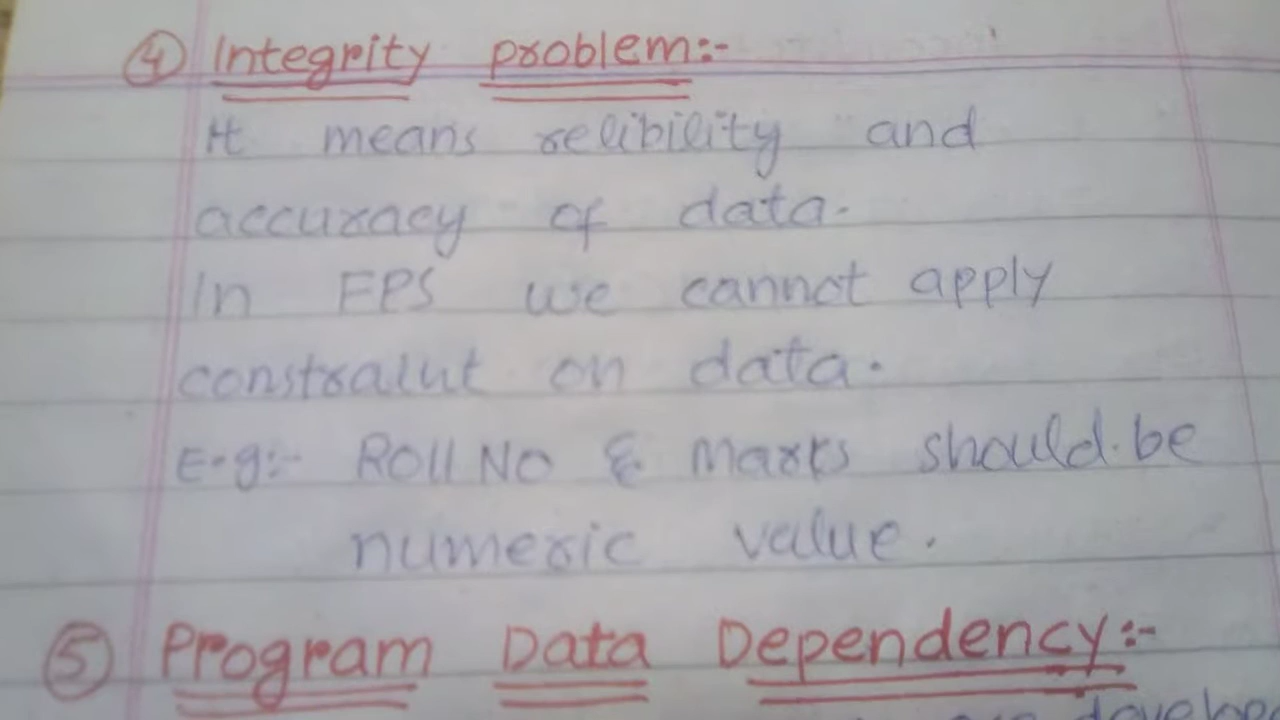 ④ Integrity problem:-
It means relibility and
accuracy of data.
In FPS we cannot apply
constraint on data.
E.g:- Roll No & Marks should be
numeric value.
⑤ Program Data Dependency:-